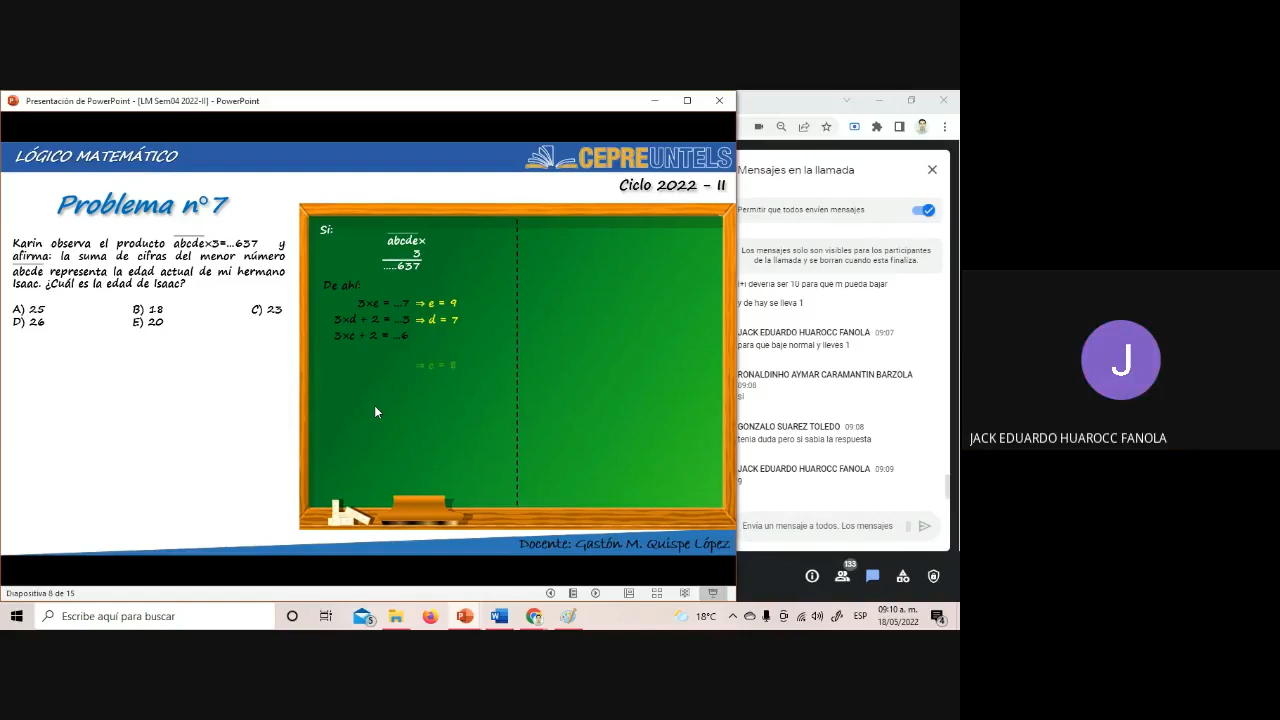 Presentación de PowerPoint - [LM Sem04 2022-II] - PowerPoint
LÓGICO MATEMÁTICO
CEPREUNTELS
Ciclo 2022 - II
Problema n° 7
Karin observa el producto abcde×3=...637 y
afirma: la suma de cifras del menor número
abcde representa la edad actual de mi hermano
Isaac. ¿Cuál es la edad de Isaac?
A) 25 B) 18 C) 23
D) 26 E) 20
Si:
abcde×
3
.....637
De ahí:
3×e = ...7 ⇒ e = 9
3×d + 2 = ...3 ⇒ d = 7
3×c + 2 = ...6
⇒ c = 8
Docente: Gastón M. Quispe López
Diapositiva 8 de 15
Mensajes en la llamada
Permitir que todos envíen mensajes
Los mensajes solo son visibles para los participantes
de la llamada y se borran cuando esta finaliza.
i+i deveria ser 10 para que m pueda bajar
y de hay se lleva 1
JACK EDUARDO HUAROCC FANOLA 09:07
para que baje normal y lleves 1
RONALDINHO AYMAR CARAMANTIN BARZOLA
09:08
si
GONZALO SUAREZ TOLEDO 09:08
tenia duda pero si sabia la respuesta
JACK EDUARDO HUAROCC FANOLA 09:09
9
Envía un mensaje a todos. Los mensajes
133
J
JACK EDUARDO HUAROCC FANOLA
Escribe aquí para buscar
5
18°C
ESP
09:10 a. m.
18/05/2022
4